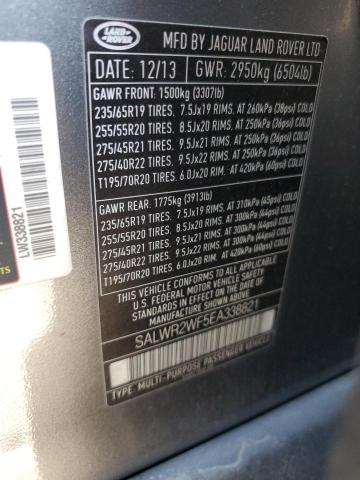 LAND-
ROVER
MFD BY JAGUAR LAND ROVER LTD
DATE: 12/13 GWR: 2950kg (6504lb)
GAWR FRONT: 1500kg (3307lb)
235/65R19 TIRES. 7.5Jx19 RIMS. AT 260kPa (38psi) COLD
255/55R20 TIRES. 8.5Jx20 RIMS. AT 250kPa (36psi) COLD
275/45R21 TIRES. 9.5Jx21 RIMS. AT 250kPa (36psi) COLD
275/40R22 TIRES. 9.5Jx22 RIMS. AT 250kPa (36psi) COLD
T195/70R20 TIRES. 6.0Jx20 RIM. AT 420kPa (60psi) COLD
GAWR REAR: 1775kg (3913lb)
235/65R19 TIRES. 7.5Jx19 RIMS. AT 310kPa (45psi) COLD
255/55R20 TIRES. 8.5Jx20 RIMS. AT 300kPa (44psi) COLD
275/45R21 TIRES. 9.5Jx21 RIMS. AT 300kPa (44psi) COLD
275/40R22 TIRES. 9.5Jx22 RIMS. AT 300kPa (44psi) COLD
T195/70R20 TIRES. 6.0Jx20 RIM. AT 420kPa (60psi) COLD
THIS VEHICLE CONFORMS TO ALL APPLICABLE
U.S. FEDERAL MOTOR VEHICLE SAFETY AND
THEFT PREVENTION STANDARDS IN EFFECT ON
THE DATE OF MANUFACTURE SHOWN ABOVE.
SALWR2WF5EA338821
TYPE: MULTI-PURPOSE PASSENGER VEHICLE
LW338821